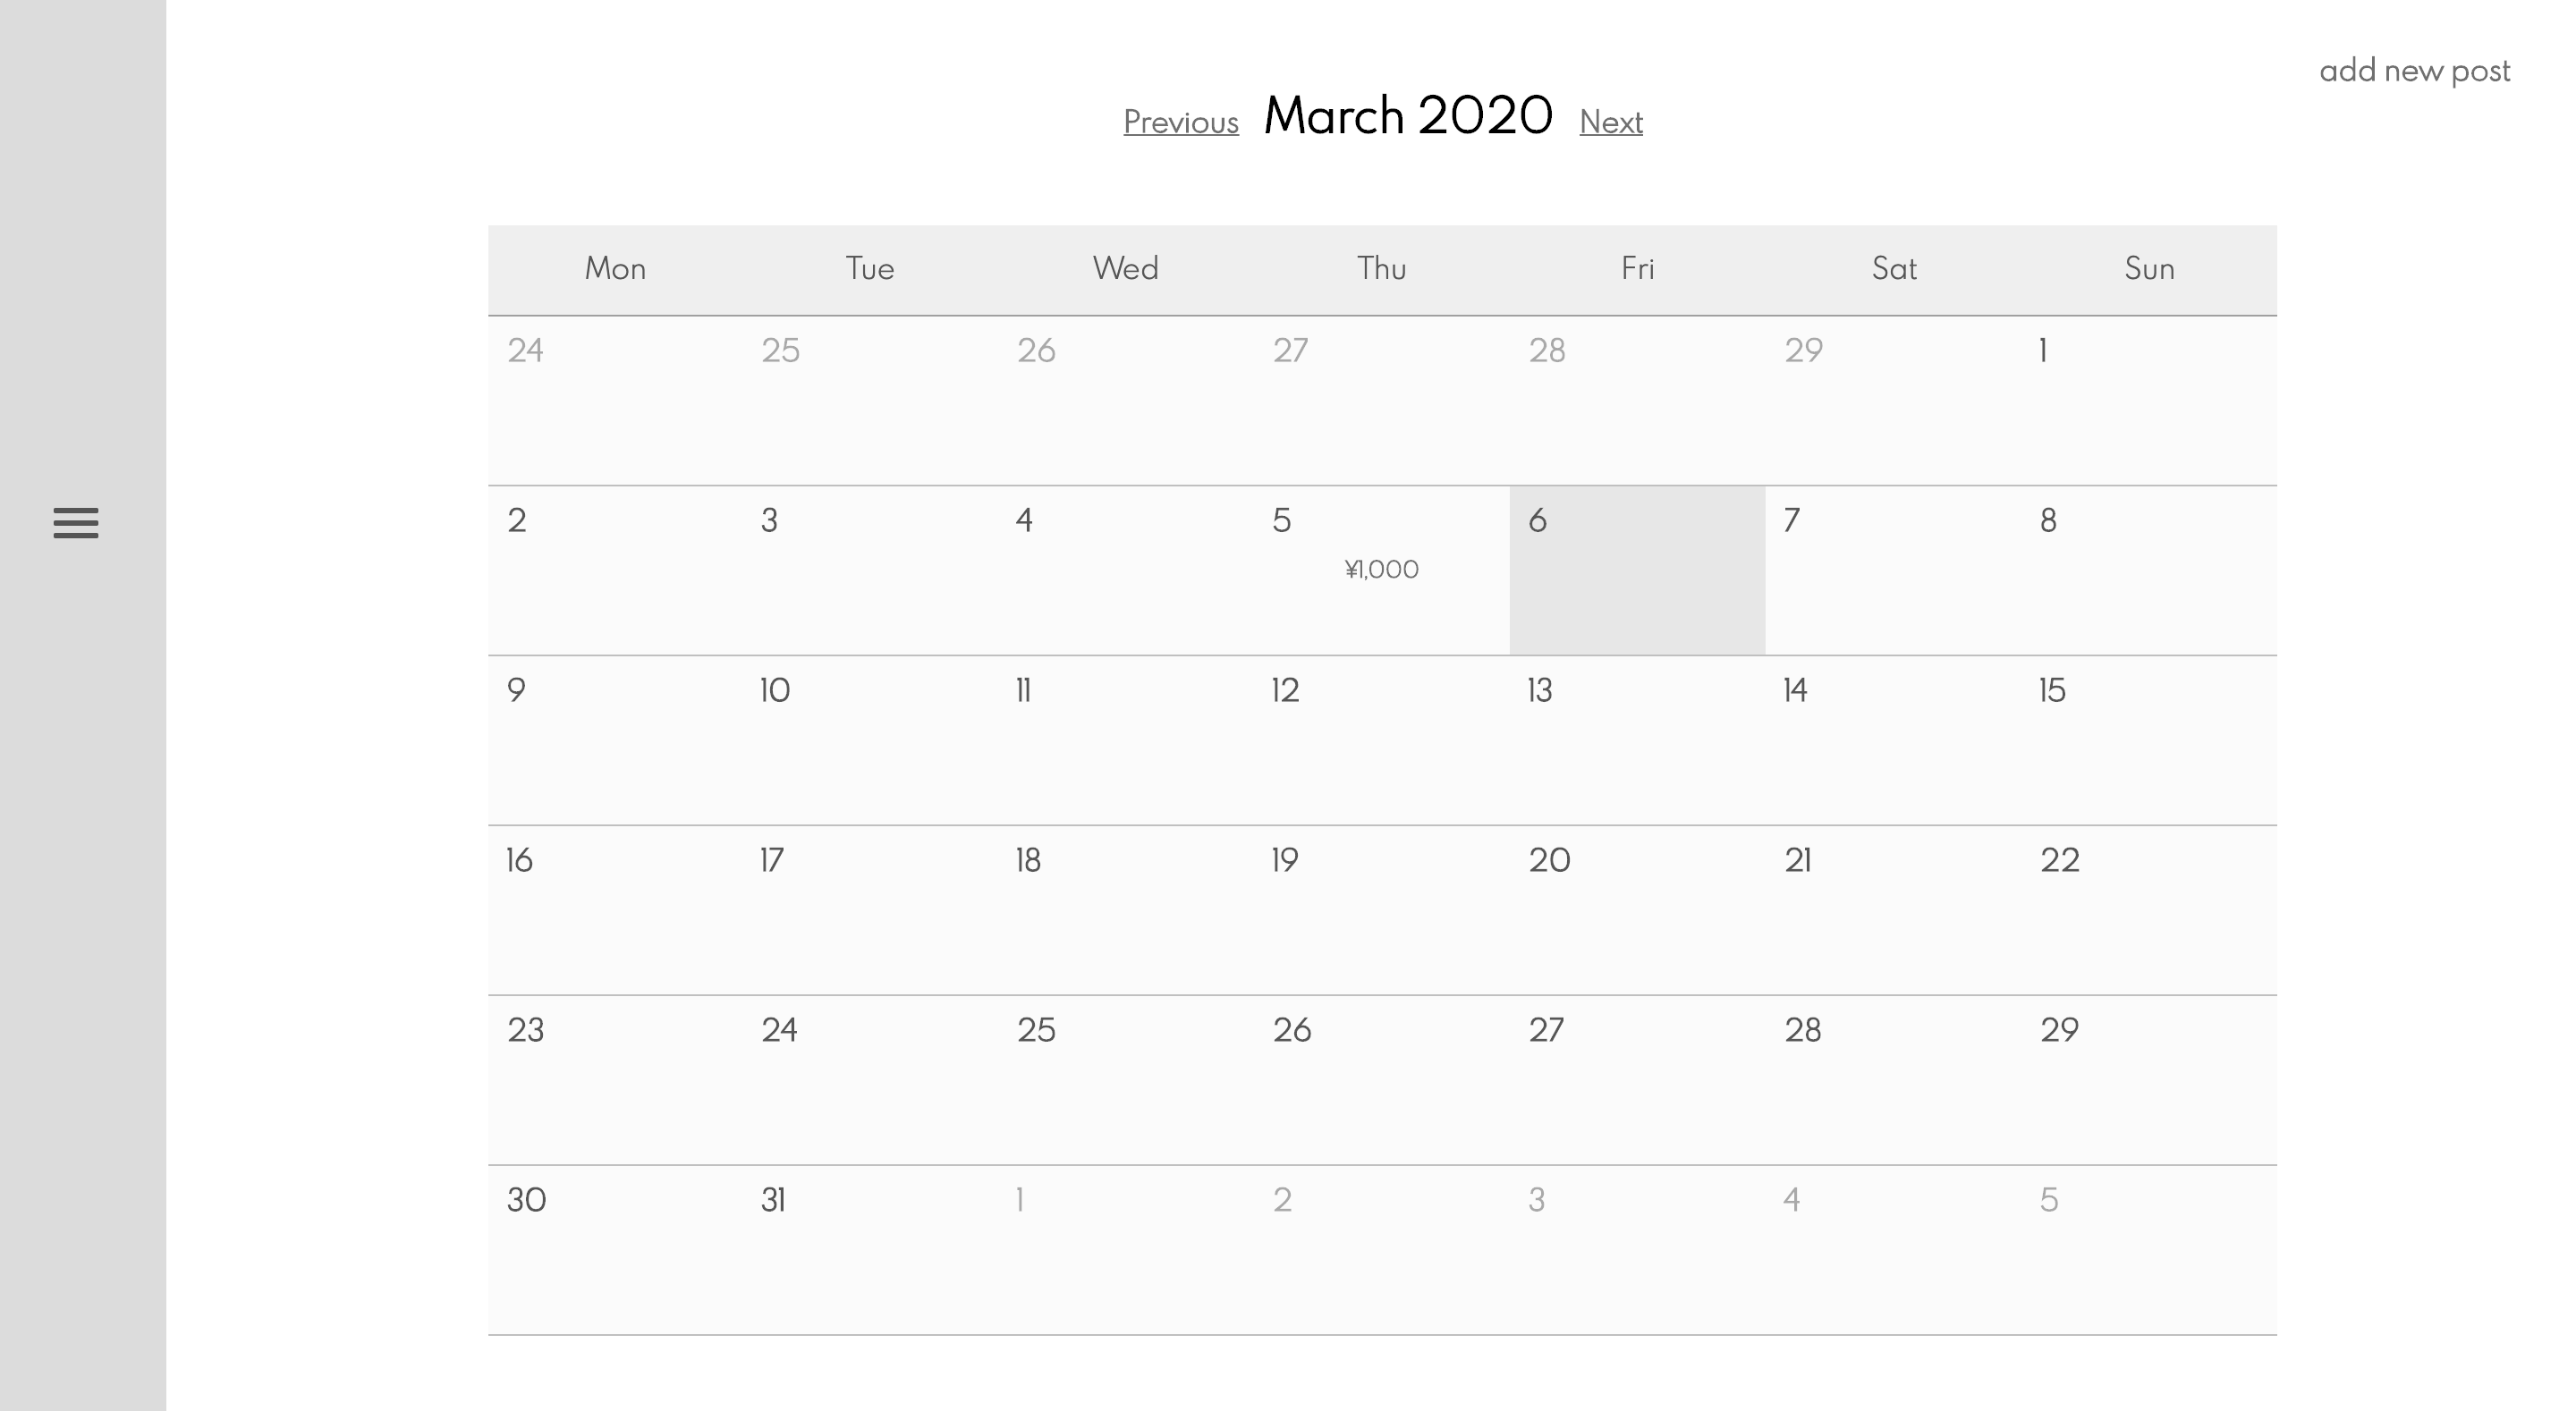 add new post
Previous March 2020 Next
Mon Tue Wed Thu Fri Sat Sun
24 25 26 27 28 29 1
2 3 4 5 6 7 8
¥1,000
9 10 11 12 13 14 15
16 17 18 19 20 21 22
23 24 25 26 27 28 29
30 31 1 2 3 4 5